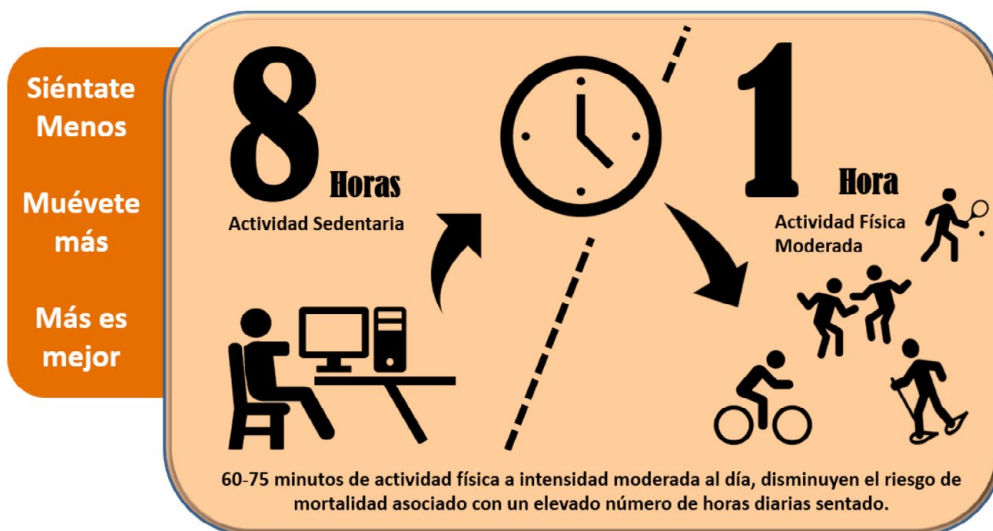 Siéntate
Menos
Muévete
más
Más es
mejor
8
Horas
Actividad Sedentaria
1
Hora
Actividad Física
Moderada
60-75 minutos de actividad física a intensidad moderada al día, disminuyen el riesgo de
mortalidad asociado con un elevado número de horas diarias sentado.